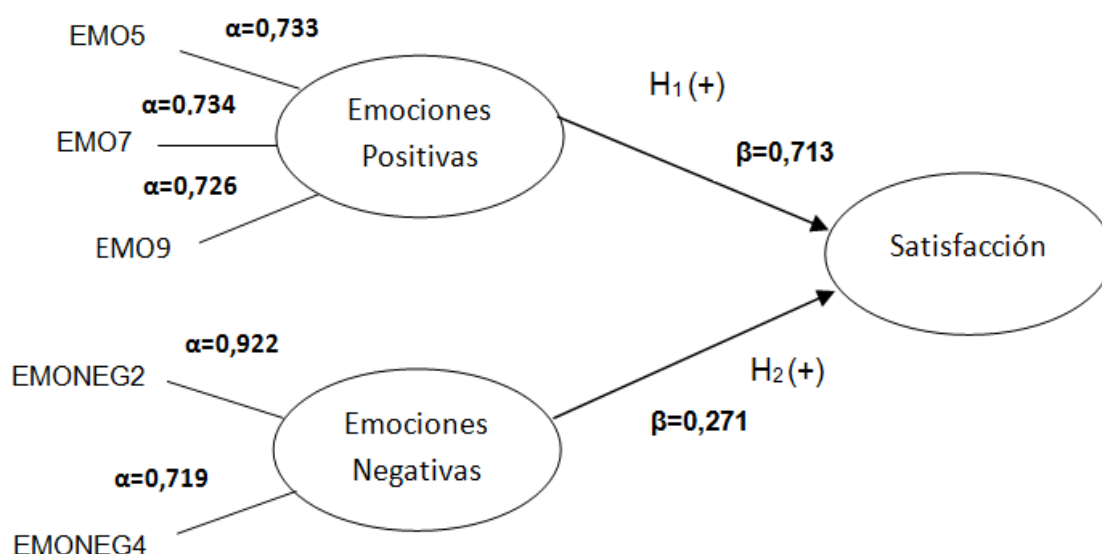 EMO5
α=0,733
α=0,734
EMO7
α=0,726
EMO9
Emociones
Positivas
H₁ (+)
β=0,713
Satisfacción
α=0,922
EMONEG2
α=0,719
EMONEG4
Emociones
Negativas
H₂ (+)
β=0,271